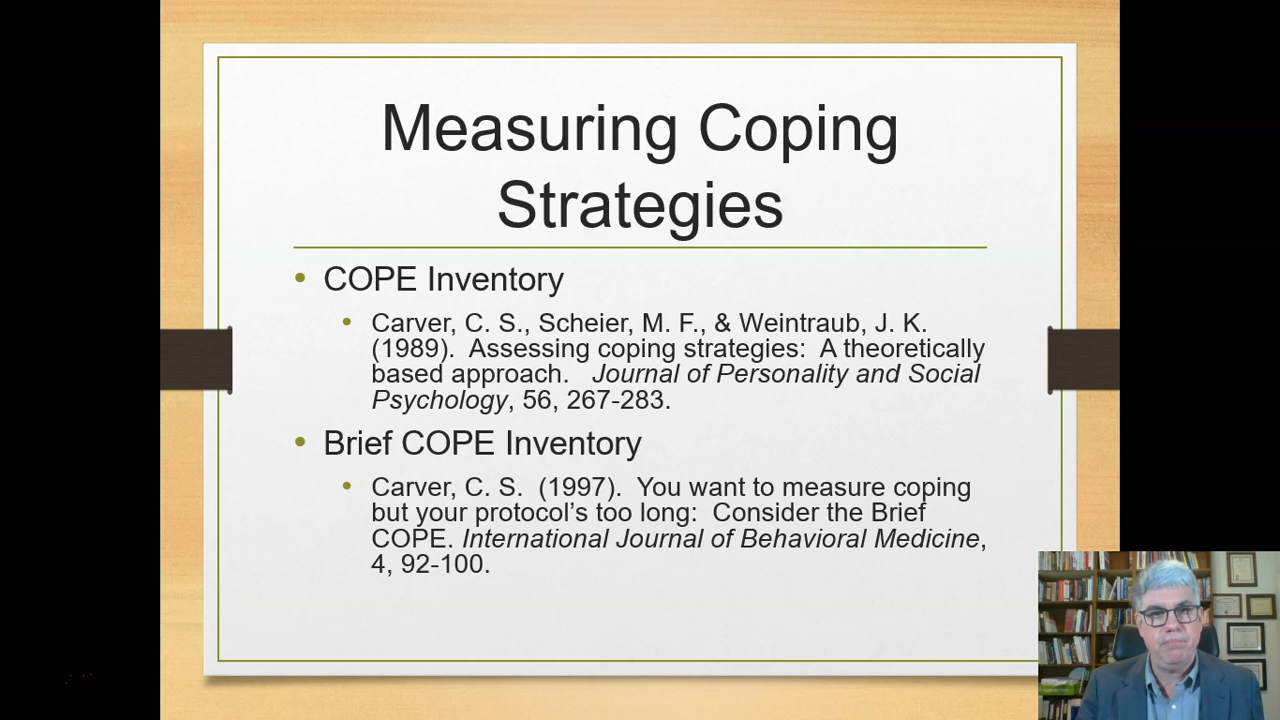 Measuring Coping
Strategies
• COPE Inventory
• Carver, C. S., Scheier, M. F., & Weintraub, J. K.
(1989).  Assessing coping strategies:  A theoretically
based approach.   Journal of Personality and Social
Psychology, 56, 267-283.
• Brief COPE Inventory
• Carver, C. S.  (1997).  You want to measure coping
but your protocol’s too long:  Consider the Brief
COPE. International Journal of Behavioral Medicine,
4, 92-100.